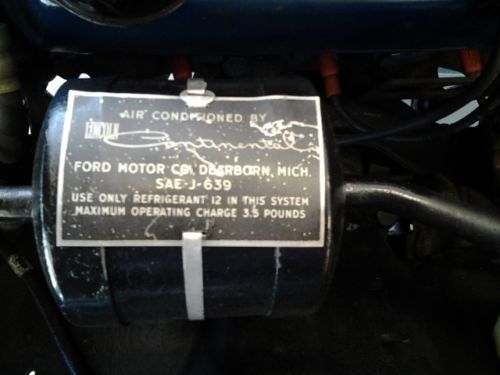 AIR CONDITIONED BY
LINCOLN Continental
FORD MOTOR CO., DEARBORN, MICH.
SAE-J-639
USE ONLY REFRIGERANT 12 IN THIS SYSTEM
MAXIMUM OPERATING CHARGE 3.5 POUNDS